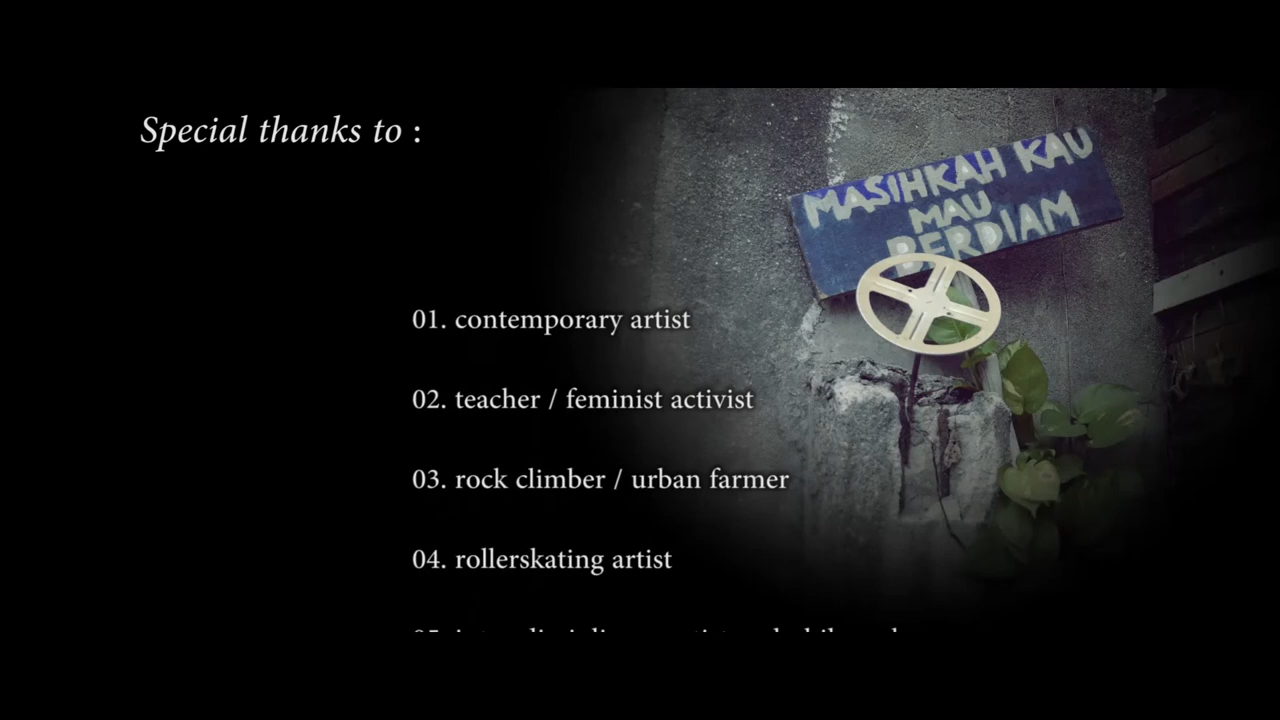 Special thanks to :
MASIHKAH KAU
MAU
BERDIAM
01. contemporary artist
02. teacher / feminist activist
03. rock climber / urban farmer
04. rollerskating artist